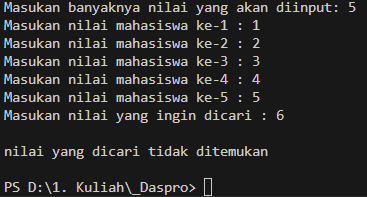 Masukan banyaknya nilai yang akan diinput: 5
Masukan nilai mahasiswa ke-1 : 1
Masukan nilai mahasiswa ke-2 : 2
Masukan nilai mahasiswa ke-3 : 3
Masukan nilai mahasiswa ke-4 : 4
Masukan nilai mahasiswa ke-5 : 5
Masukan nilai yang ingin dicari : 6
nilai yang dicari tidak ditemukan
PS D:\1. Kuliah\_Daspro>